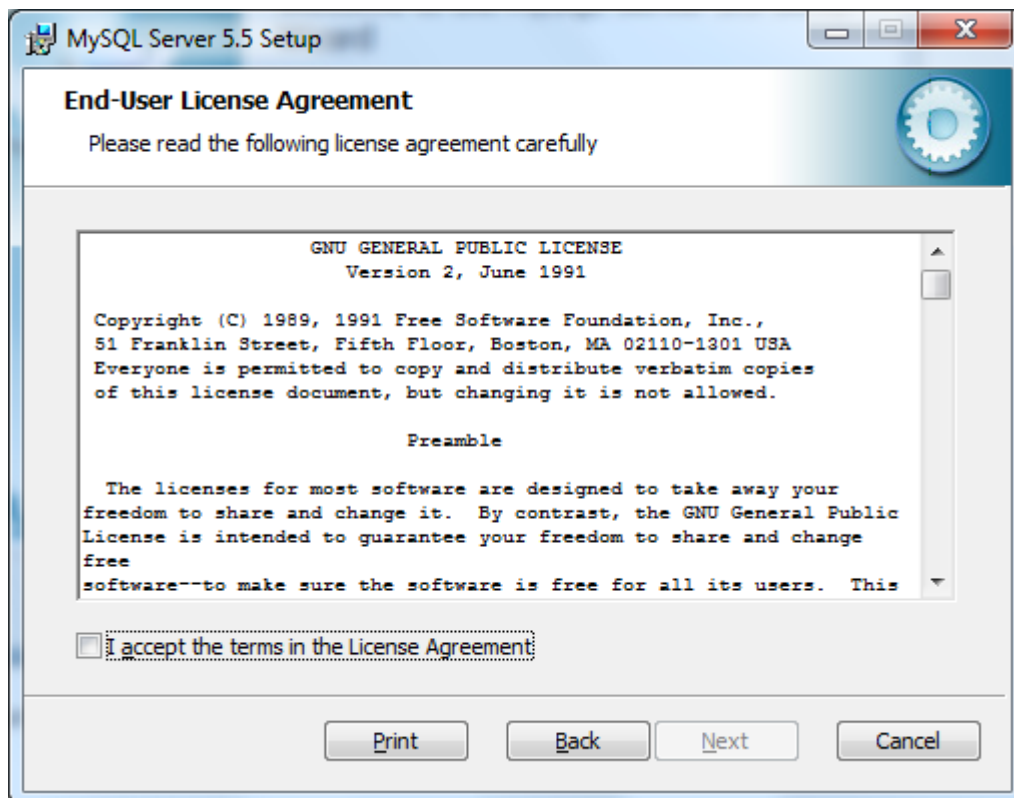 MySQL Server 5.5 Setup
End-User License Agreement
Please read the following license agreement carefully
GNU GENERAL PUBLIC LICENSE
Version 2, June 1991
Copyright (C) 1989, 1991 Free Software Foundation, Inc.,
51 Franklin Street, Fifth Floor, Boston, MA 02110-1301 USA
Everyone is permitted to copy and distribute verbatim copies
of this license document, but changing it is not allowed.
Preamble
The licenses for most software are designed to take away your
freedom to share and change it.  By contrast, the GNU General Public
License is intended to guarantee your freedom to share and change
free
software--to make sure the software is free for all its users.  This
I accept the terms in the License Agreement
Print Back Next Cancel